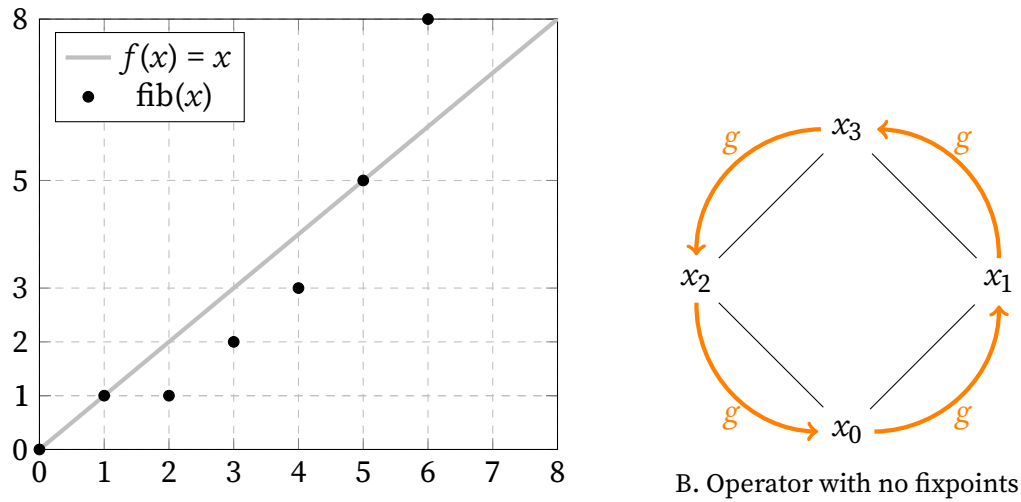 8
f(x) = x
fib(x)
5
3
2
1
0
0 1 2 3 4 5 6 7 8
x₃
g g
x₂ x₁
g g
x₀
B. Operator with no fixpoints